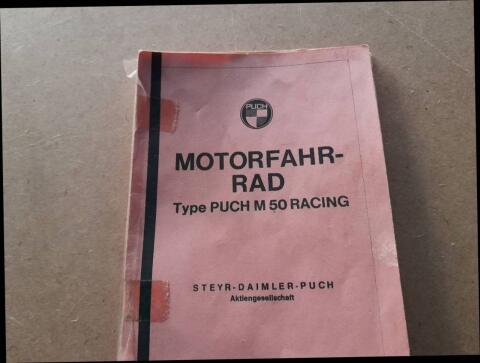 PUCH
MOTORFAHR-
RAD
Type PUCH M 50 RACING
STEYR-DAIMLER-PUCH
Aktiengesellschaft